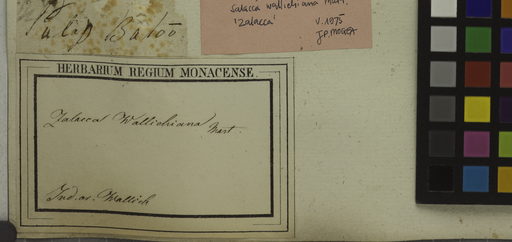 Salacca wallichiana Mart.
'Zalacca'
V.1875
J.P. MOGEA
HERBARIUM REGIUM MONACENSE.
Zalacca Wallichiana Mart.
Ind. or. Wallich